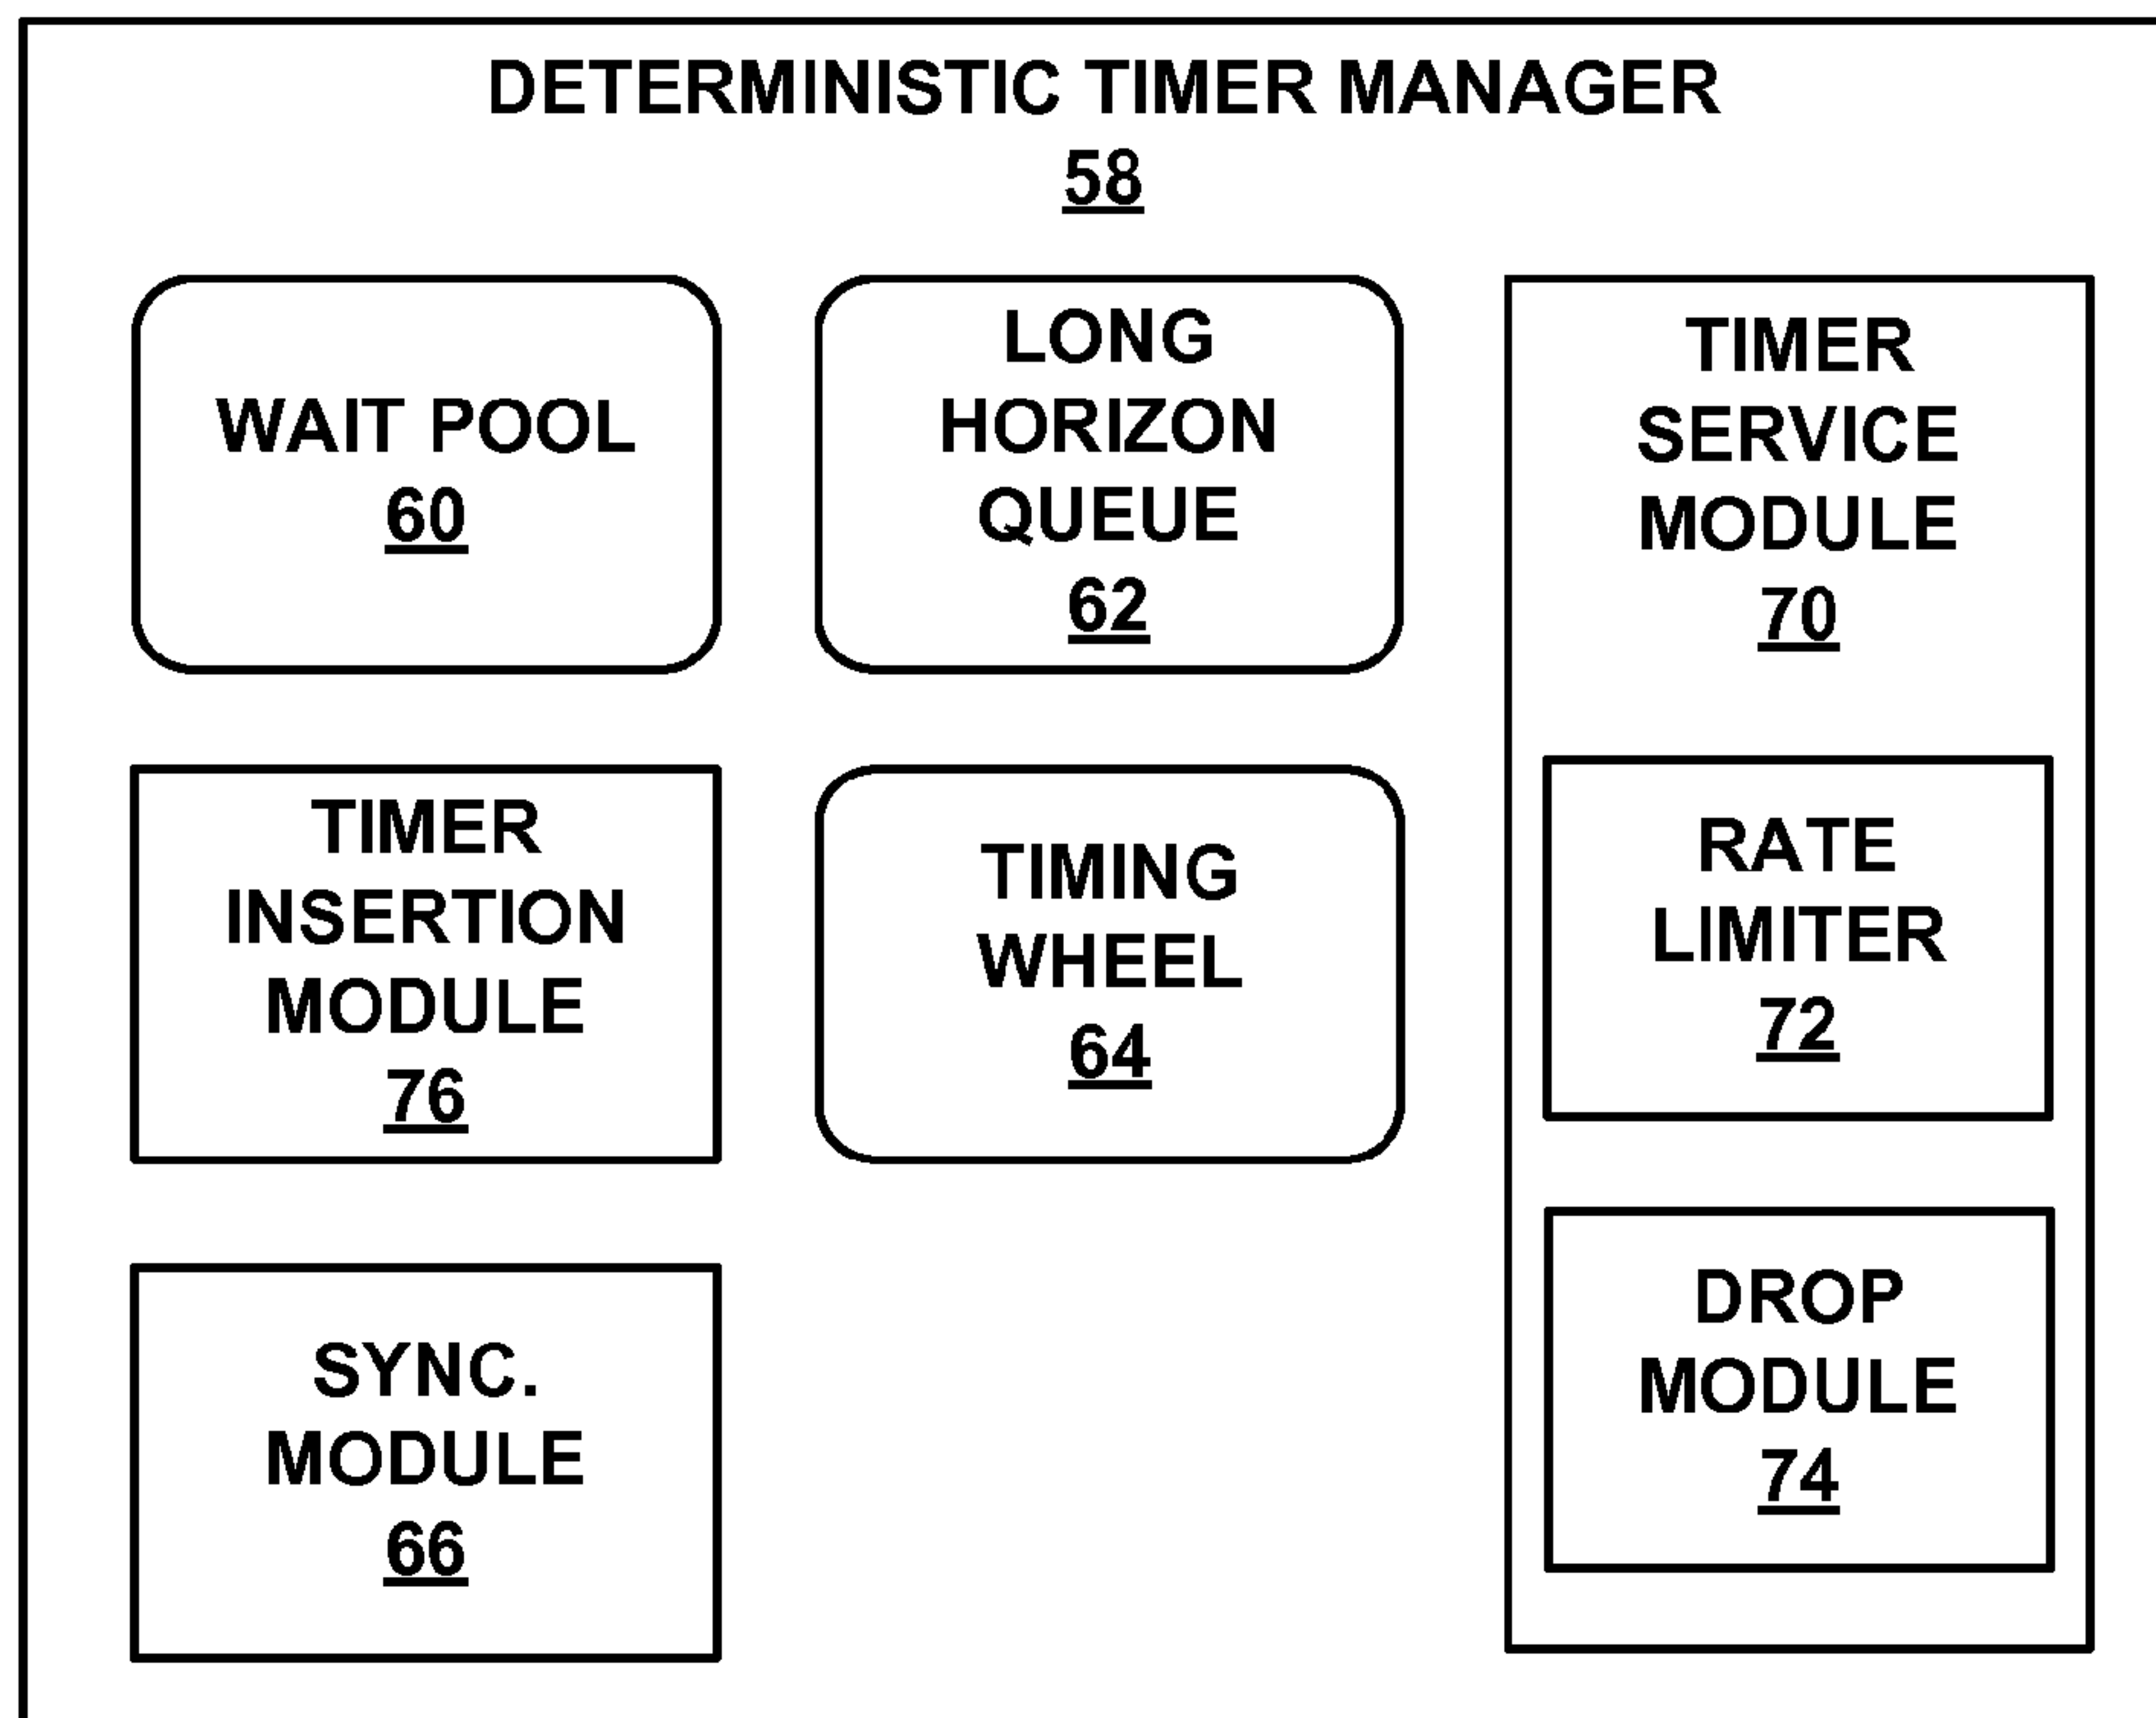 DETERMINISTIC TIMER MANAGER
58
WAIT POOL
60
LONG
HORIZON
QUEUE
62
TIMER
SERVICE
MODULE
70
TIMER
INSERTION
MODULE
76
TIMING
WHEEL
64
RATE
LIMITER
72
SYNC.
MODULE
66
DROP
MODULE
74